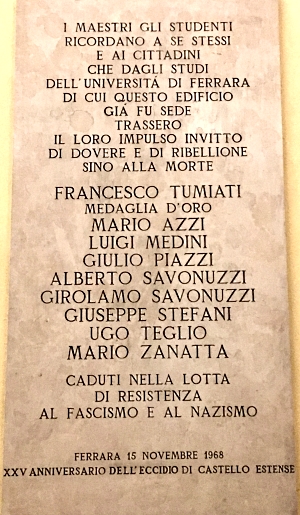 I MAESTRI GLI STUDENTI
RICORDANO A SE STESSI
E AI CITTADINI
CHE DAGLI STUDI
DELL'UNIVERSITÁ DI FERRARA
DI CUI QUESTO EDIFICIO
GIÁ FU SEDE
TRASSERO
IL LORO IMPULSO INVITTO
DI DOVERE E DI RIBELLIONE
SINO ALLA MORTE
FRANCESCO TUMIATI
MEDAGLIA D'ORO
MARIO AZZI
LUIGI MEDINI
GIULIO PIAZZI
ALBERTO SAVONUZZI
GIROLAMO SAVONUZZI
GIUSEPPE STEFANI
UGO TEGLIO
MARIO ZANATTA
CADUTI NELLA LOTTA
DI RESISTENZA
AL FASCISMO E AL NAZISMO
FERRARA 15 NOVEMBRE 1968
XXV ANNIVERSARIO DELL'ECCIDIO DI CASTELLO ESTENSE